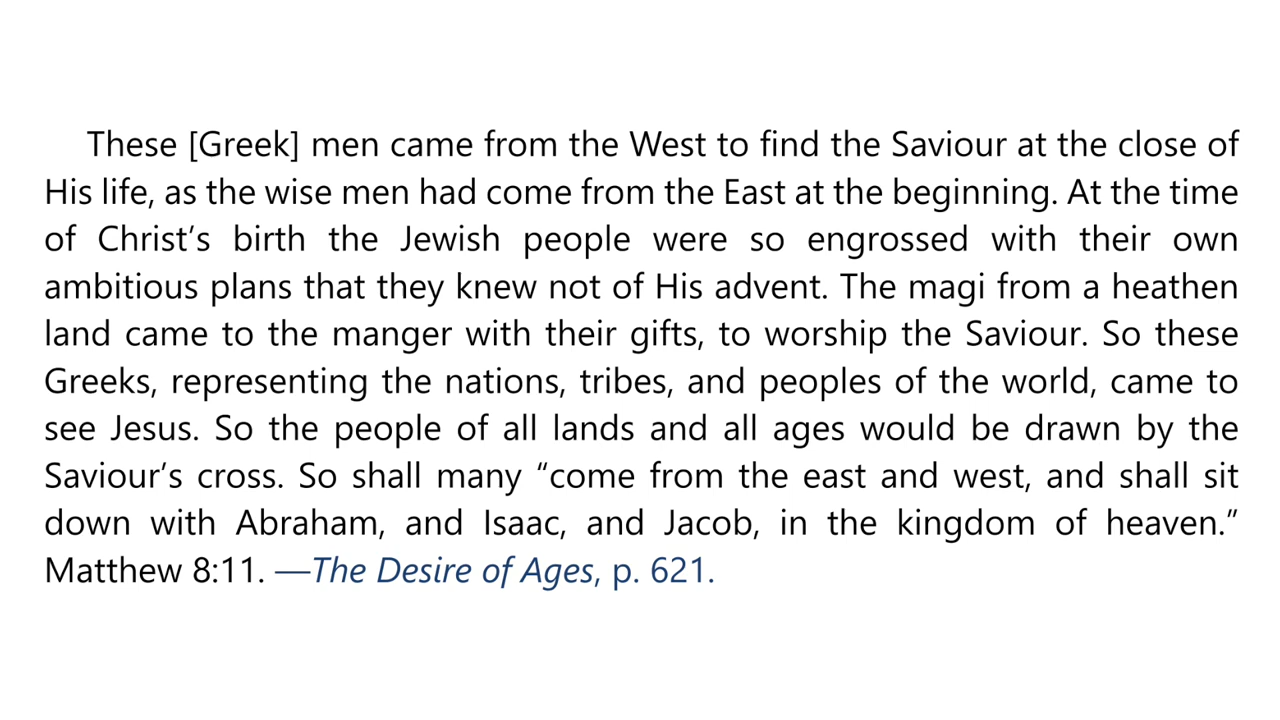 These [Greek] men came from the West to find the Saviour at the close of
His life, as the wise men had come from the East at the beginning. At the time
of Christ’s birth the Jewish people were so engrossed with their own
ambitious plans that they knew not of His advent. The magi from a heathen
land came to the manger with their gifts, to worship the Saviour. So these
Greeks, representing the nations, tribes, and peoples of the world, came to
see Jesus. So the people of all lands and all ages would be drawn by the
Saviour’s cross. So shall many “come from the east and west, and shall sit
down with Abraham, and Isaac, and Jacob, in the kingdom of heaven.”
Matthew 8:11. —The Desire of Ages, p. 621.